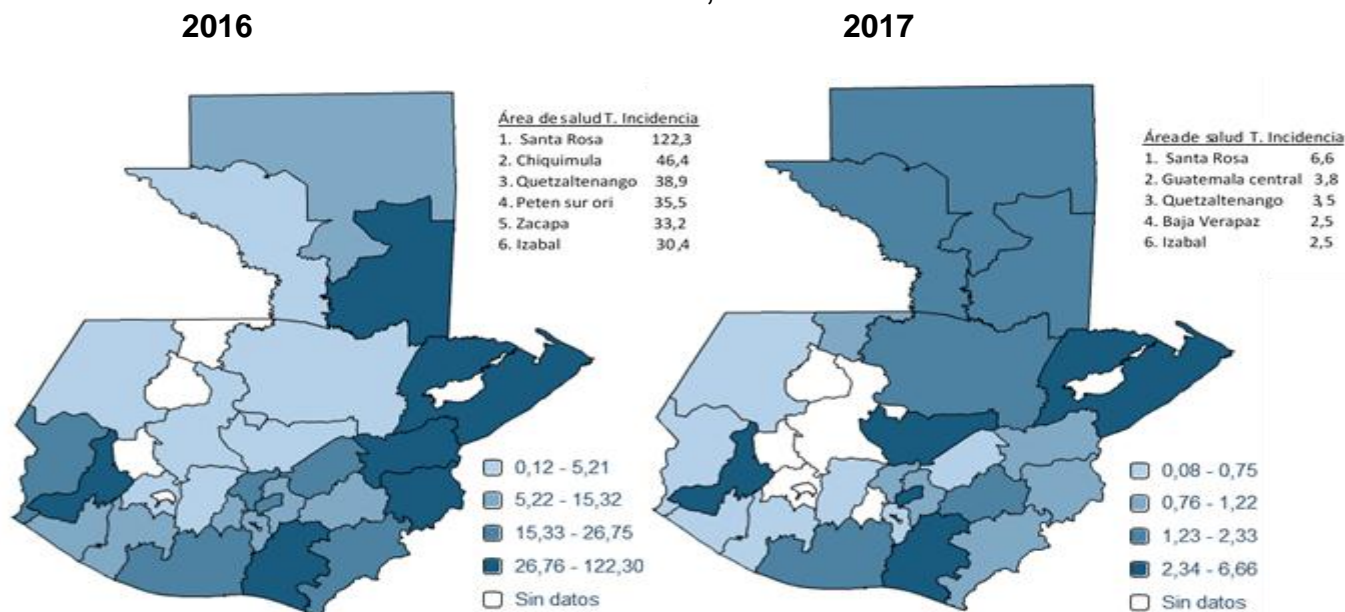 2016
Área de salud T. Incidencia
1. Santa Rosa 122,3
2. Chiquimula 46,4
3. Quetzaltenango 38,9
4. Peten sur ori 35,5
5. Zacapa 33,2
6. Izabal 30,4
0,12 - 5,21
5,22 - 15,32
15,33 - 26,75
26,76 - 122,30
Sin datos
2017
Área de salud T. Incidencia
1. Santa Rosa 6,6
2. Guatemala central 3,8
3. Quetzaltenango 3,5
4. Baja Verapaz 2,5
6. Izabal 2,5
0,08 - 0,75
0,76 - 1,22
1,23 - 2,33
2,34 - 6,66
Sin datos